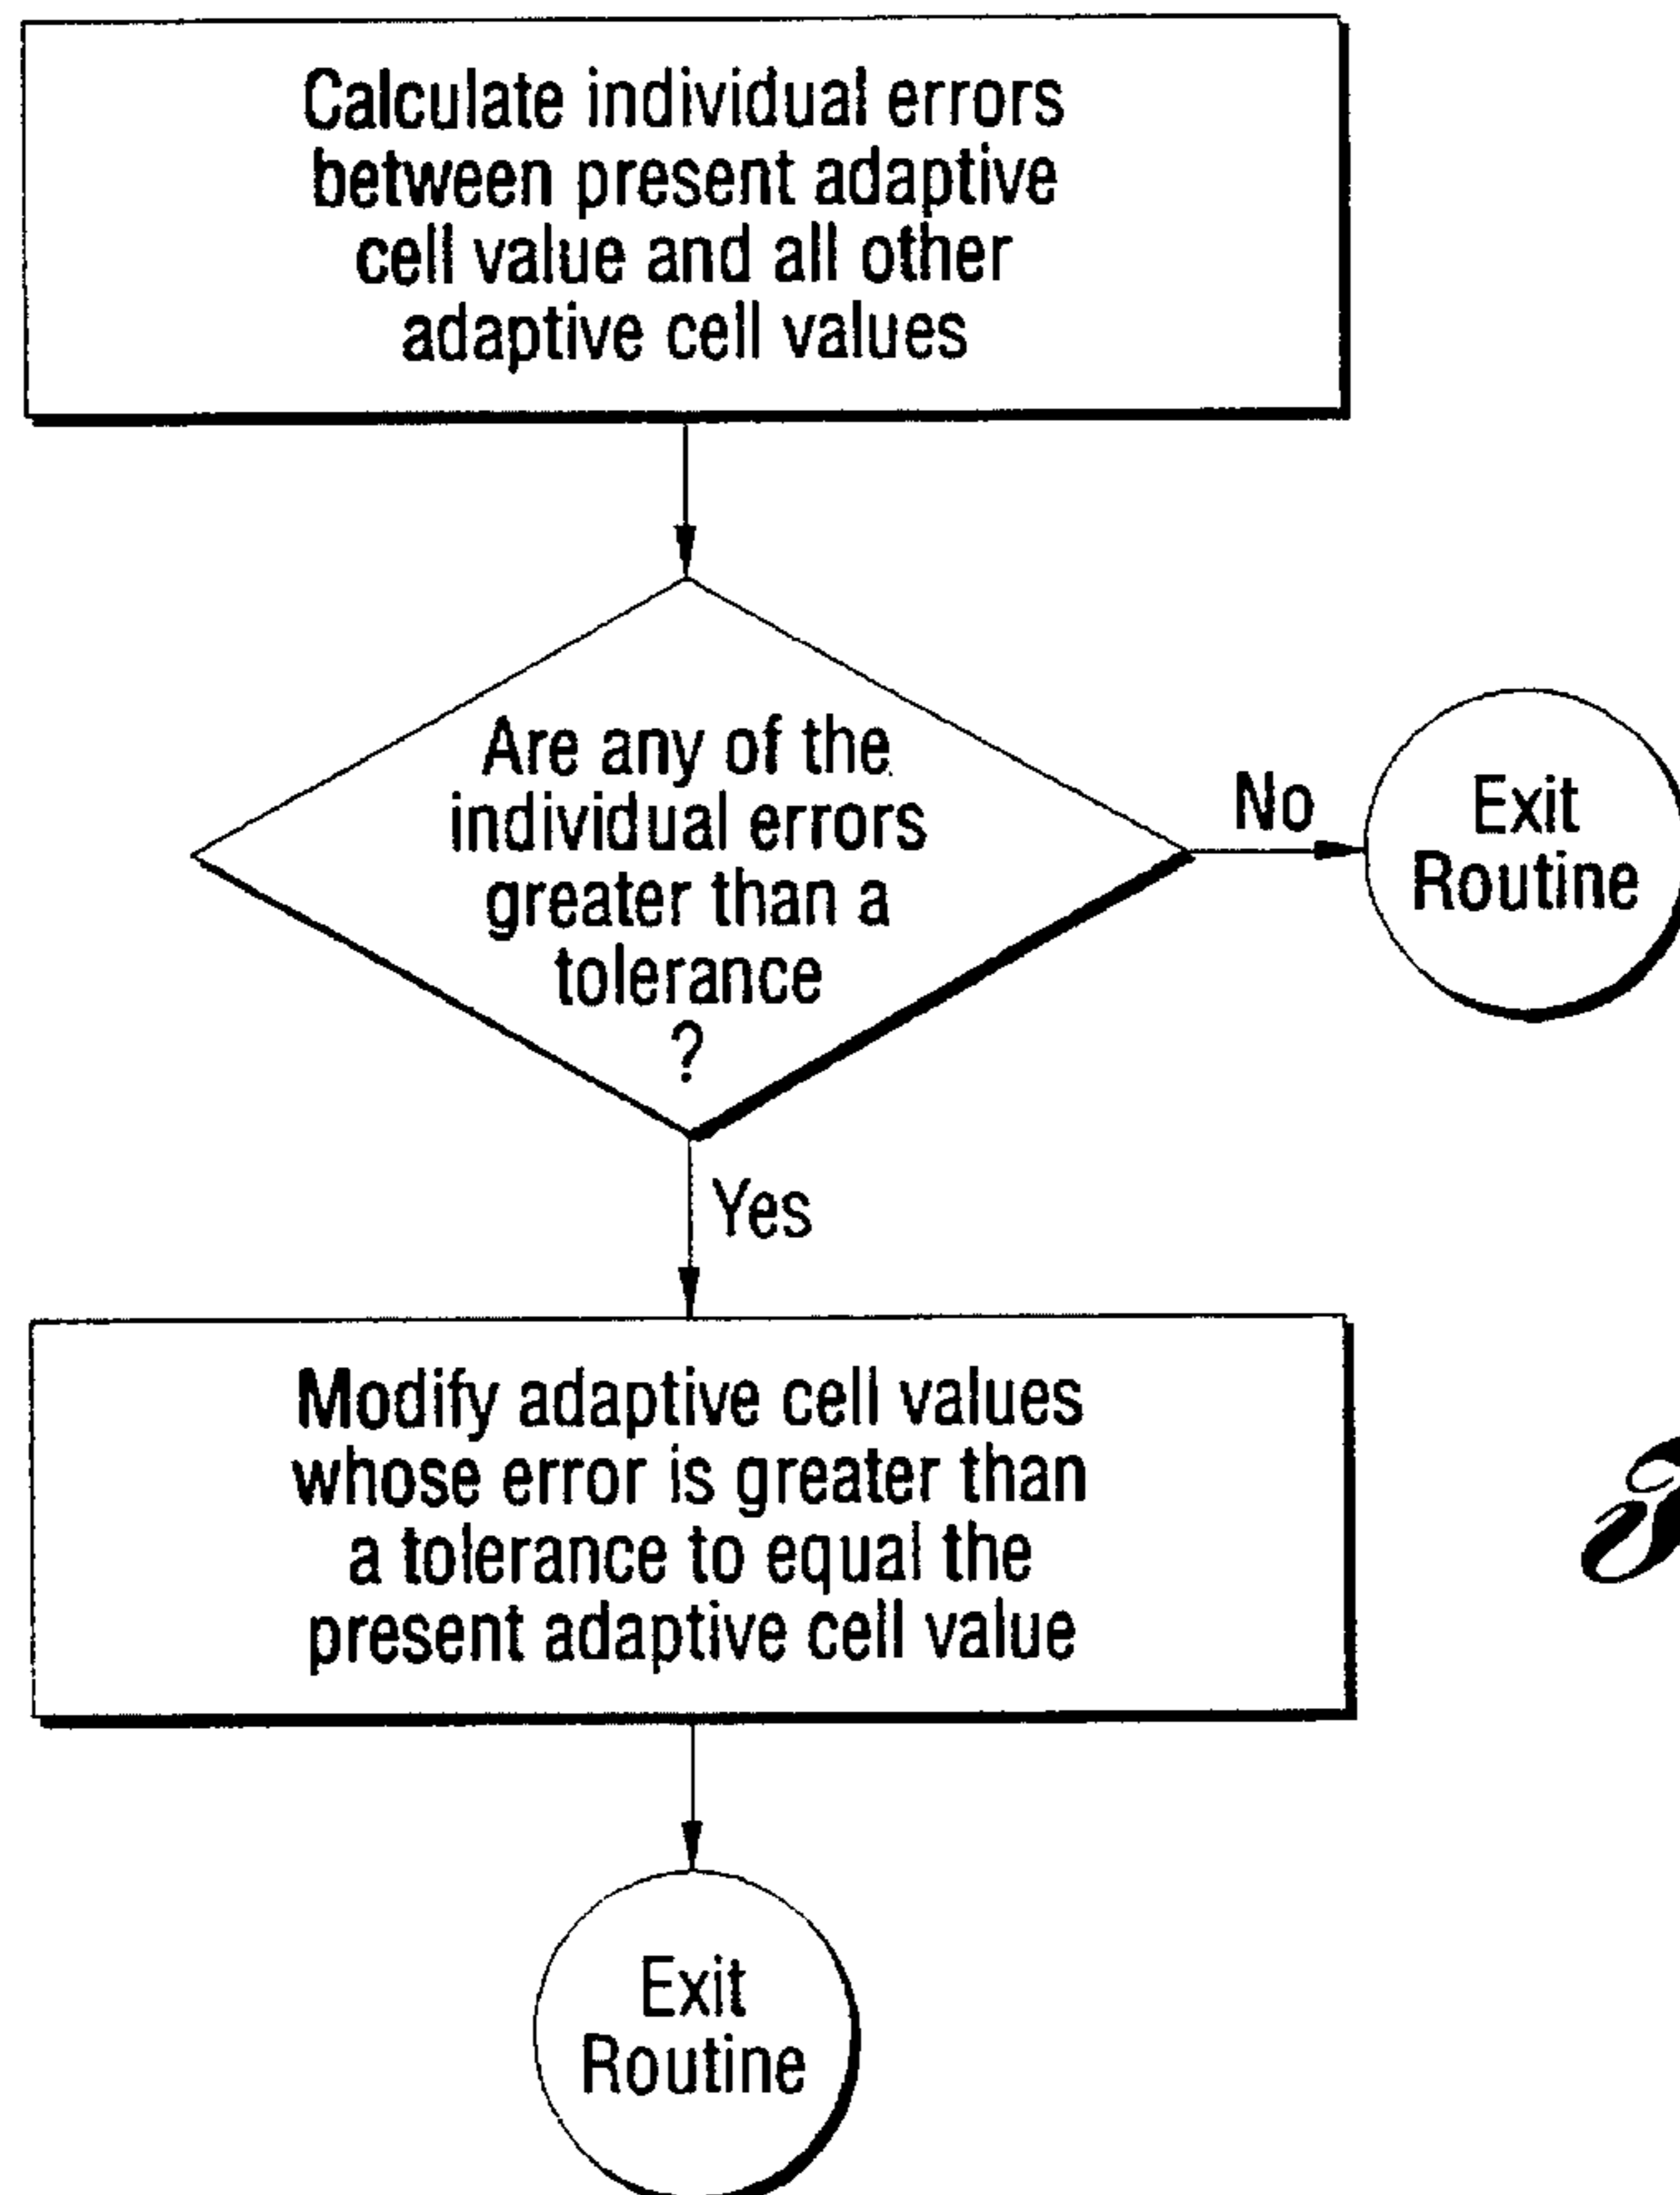 Calculate individual errors
between present adaptive
cell value and all other
adaptive cell values
Are any of the
individual errors
greater than a
tolerance
?
No
Exit
Routine
Yes
Modify adaptive cell values
whose error is greater than
a tolerance to equal the
present adaptive cell value
Exit
Routine